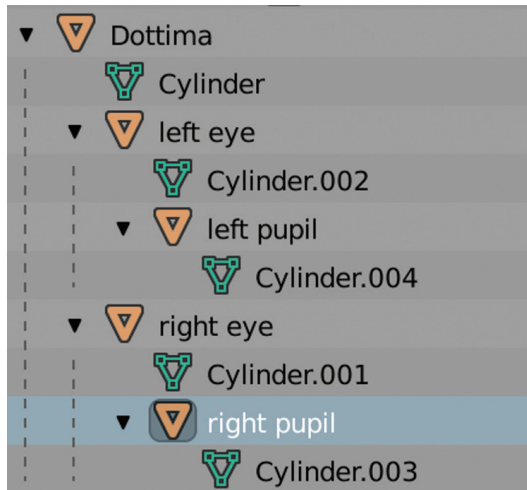 Dottima
Cylinder
left eye
Cylinder.002
left pupil
Cylinder.004
right eye
Cylinder.001
right pupil
Cylinder.003